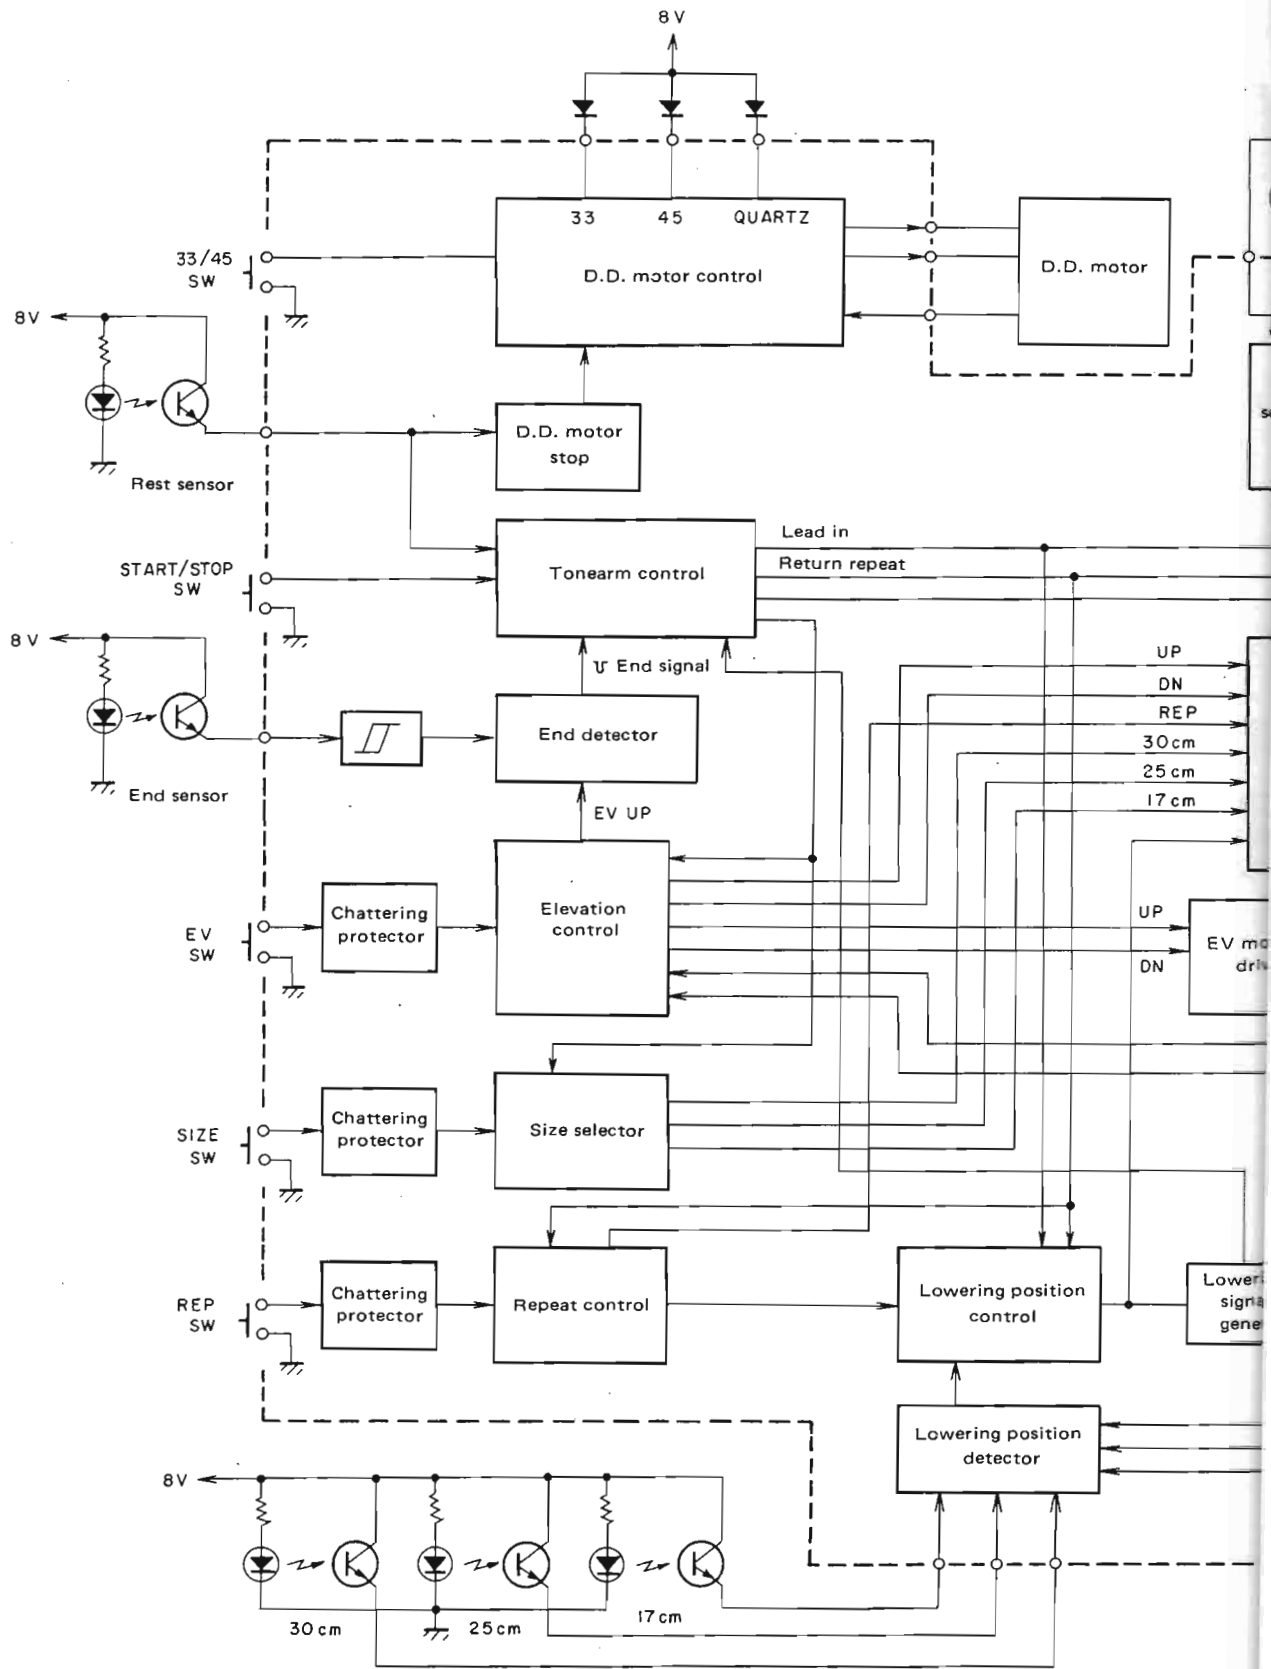 8V
33 45 QUARTZ
33/45
SW
D.D. motor control
D.D. motor
8V
D.D. motor
stop
Rest sensor
START/STOP
SW
Tonearm control
Lead in
Return repeat
8V
End signal
UP
DN
REP
30cm
25cm
17cm
End detector
End sensor
EV UP
EV
SW
Chattering
protector
Elevation
control
UP
DN
EV
SIZE
SW
Chattering
protector
Size selector
REP
SW
Chattering
protector
Repeat control
Lowering position
control
Lowering position
detector
8V
30cm
25cm
17cm